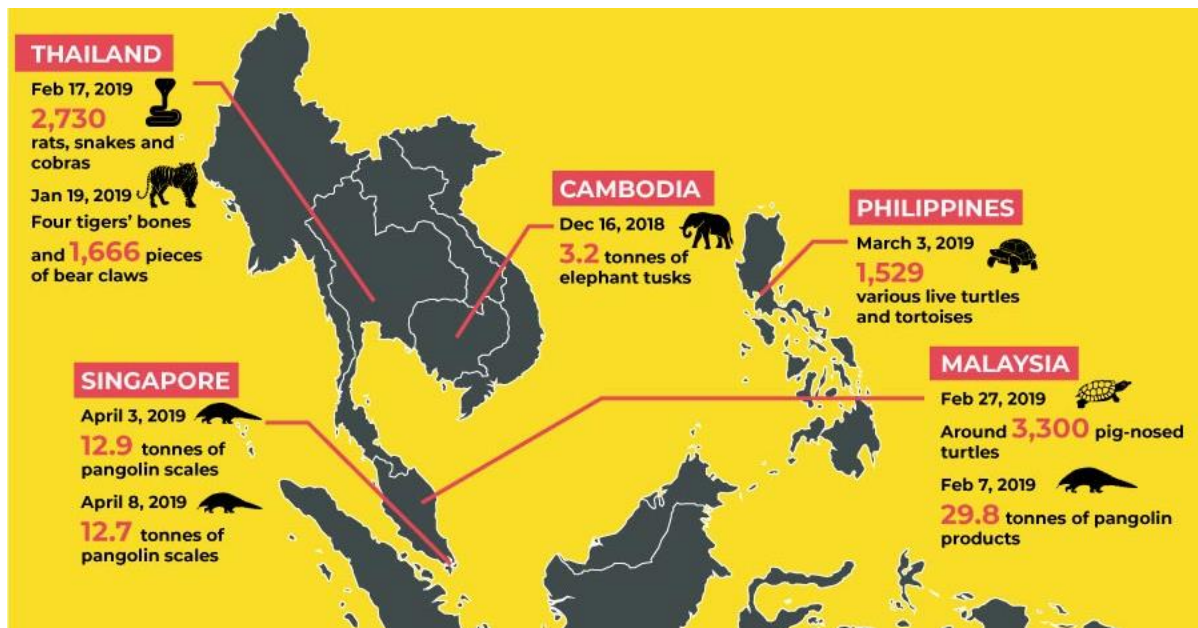 THAILAND
Feb 17, 2019
2,730
rats, snakes and
cobras
Jan 19, 2019
Four tigers’ bones
and 1,666 pieces
of bear claws
CAMBODIA
Dec 16, 2018
3.2 tonnes of
elephant tusks
PHILIPPINES
March 3, 2019
1,529
various live turtles
and tortoises
SINGAPORE
April 3, 2019
12.9 tonnes of
pangolin scales
April 8, 2019
12.7 tonnes of
pangolin scales
MALAYSIA
Feb 27, 2019
Around 3,300 pig-nosed
turtles
Feb 7, 2019
29.8 tonnes of pangolin
products